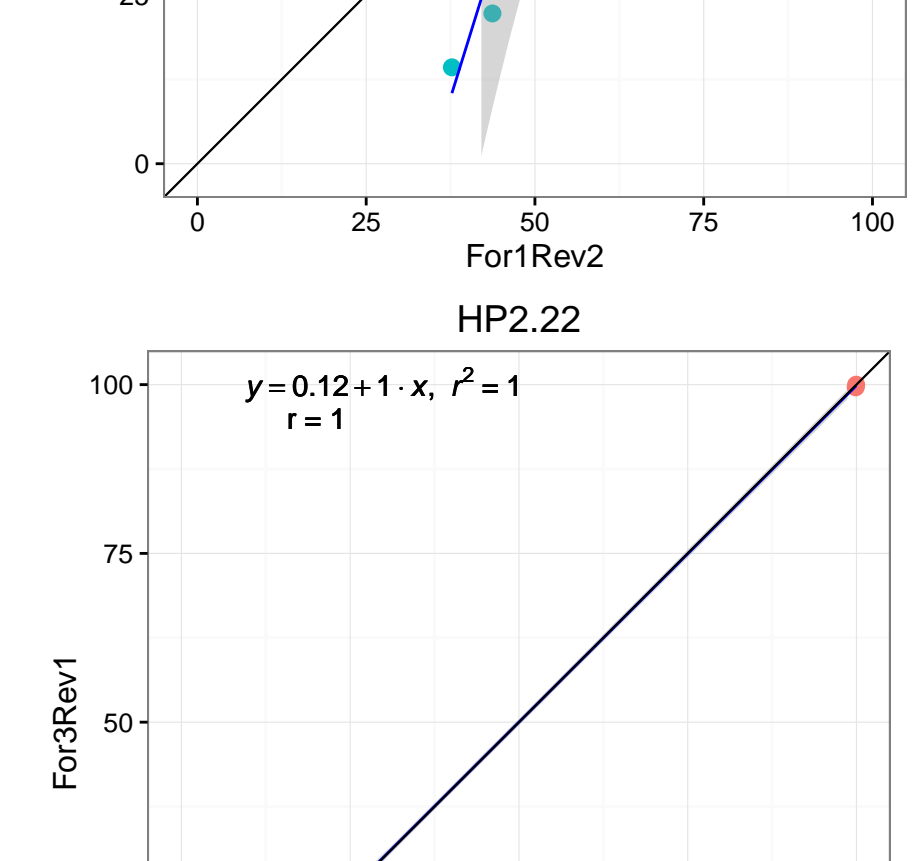 25
0
0 25 50 75 100
For1Rev2
HP2.22
100
y = 0.12 + 1 · x, r² = 1
r = 1
75
For3Rev1
50